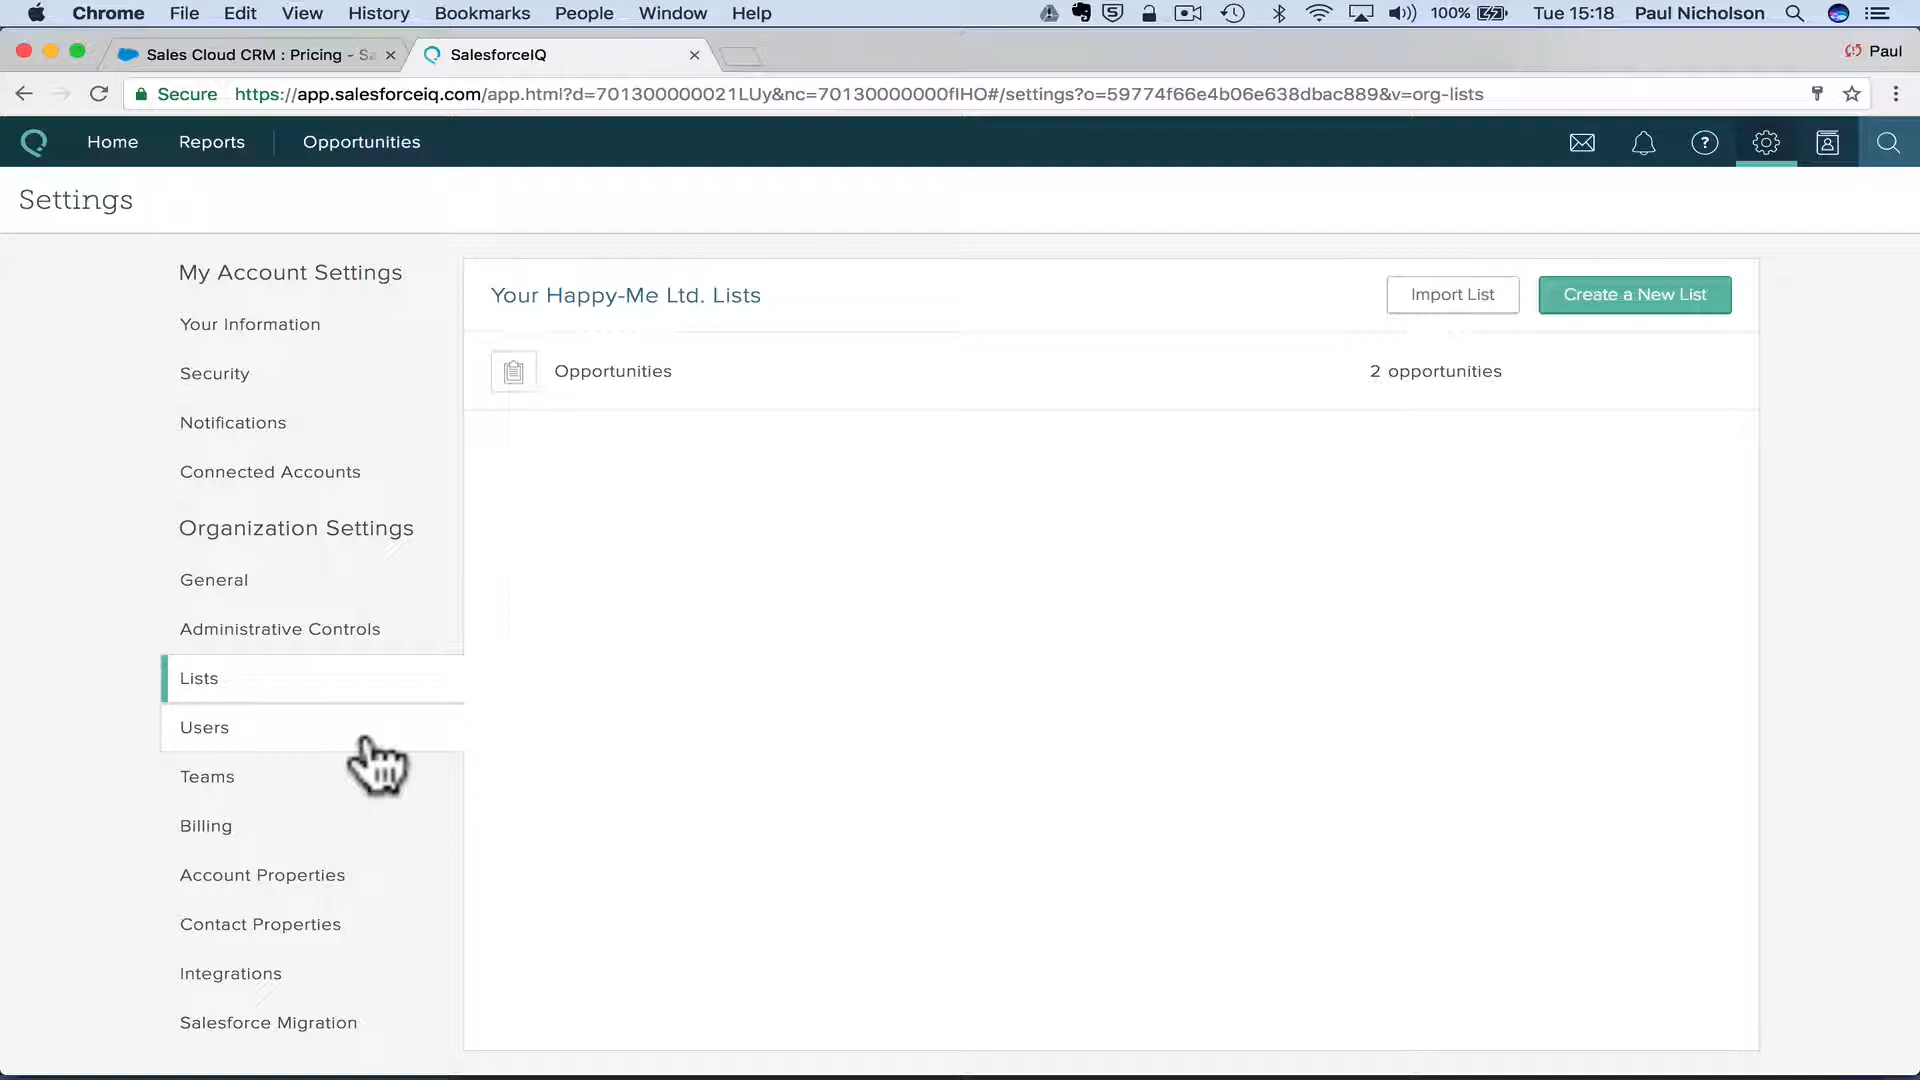 Chrome File Edit View History Bookmarks People Window Help 100% Tue 15:18 Paul Nicholson
Sales Cloud CRM : Pricing - Sa SalesforceIQ Paul
Secure https://app.salesforceiq.com/app.html?d=701300000021LUy&nc=70130000000fIHO#/settings?o=59774f66e4b06e638dbac889&v=org-lists
Home Reports Opportunities
Settings
My Account Settings
Your Information
Security
Notifications
Connected Accounts
Organization Settings
General
Administrative Controls
Lists
Users
Teams
Billing
Account Properties
Contact Properties
Integrations
Salesforce Migration
Your Happy-Me Ltd. Lists Import List Create a New List
Opportunities 2 opportunities